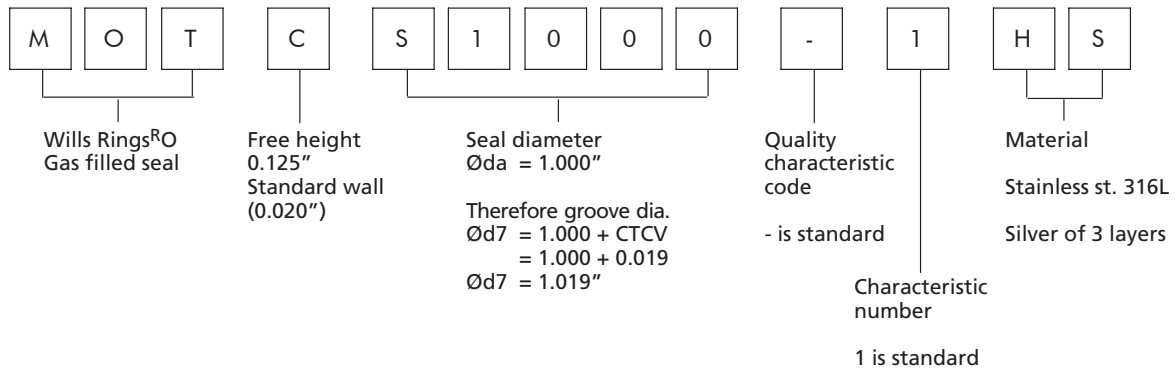 M O T C S 1 0 0 0 - 1 H S
Wills RingsᴿO
Gas filled seal
Free height
0.125"
Standard wall
(0.020")
Seal diameter
Øda = 1.000"
Therefore groove dia.
Ød7 = 1.000 + CTCV
= 1.000 + 0.019
Ød7 = 1.019"
Quality
characteristic
code
- is standard
Characteristic
number
1 is standard
Material
Stainless st. 316L
Silver of 3 layers